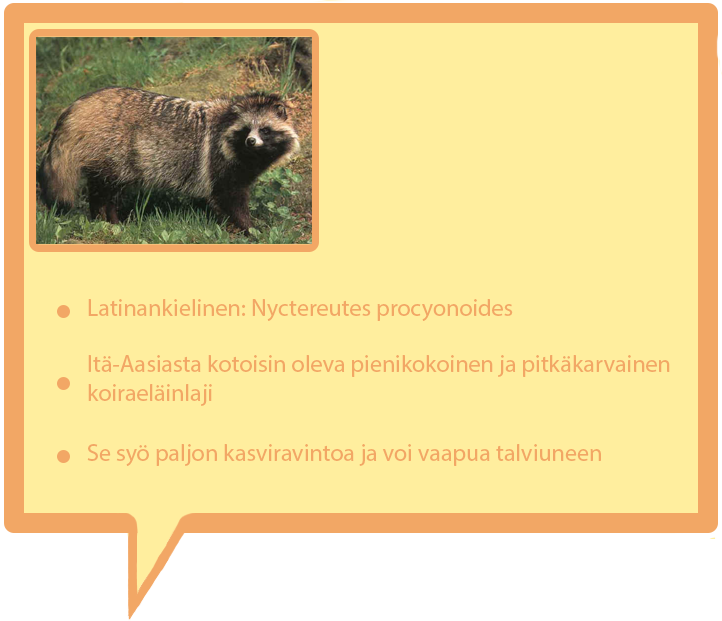 Latinankielinen: Nyctereutes procyonoides
Itä-Aasiasta kotoisin oleva pienikokoinen ja pitkäkarvainen
koiraeläinlaji
Se syö paljon kasviravintoa ja voi vaapua talviuneen